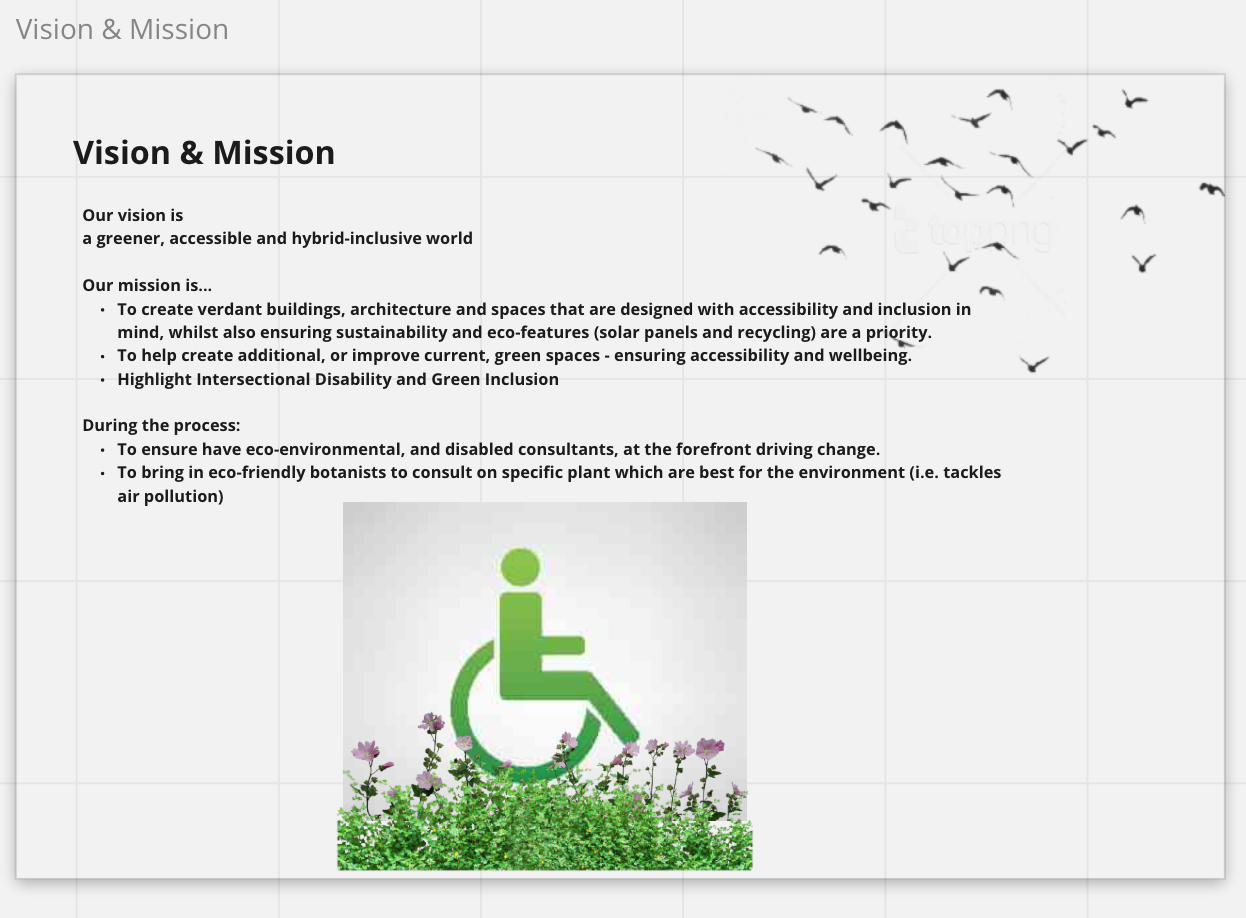 Vision & Mission
Vision & Mission
Our vision is
a greener, accessible and hybrid-inclusive world
Our mission is...
• To create verdant buildings, architecture and spaces that are designed with accessibility and inclusion in
mind, whilst also ensuring sustainability and eco-features (solar panels and recycling) are a priority.
• To help create additional, or improve current, green spaces - ensuring accessibility and wellbeing.
• Highlight Intersectional Disability and Green Inclusion
During the process:
• To ensure have eco-environmental, and disabled consultants, at the forefront driving change.
• To bring in eco-friendly botanists to consult on specific plant which are best for the environment (i.e. tackles
air pollution)
toppng